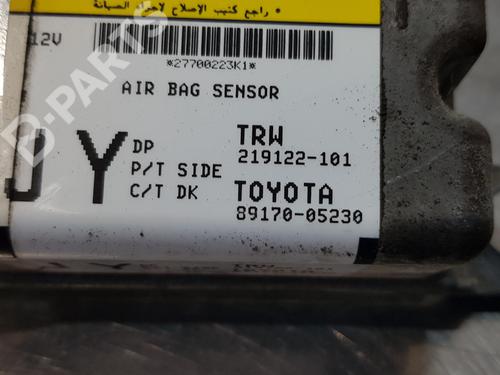 راجع كتيب الإصلاح لإجراء الصيانة
12V
*27700223K1*
AIR BAG SENSOR
J Y
DP TRW
P/T SIDE 219122-101
C/T DK TOYOTA
89170-05230
B-PARTS